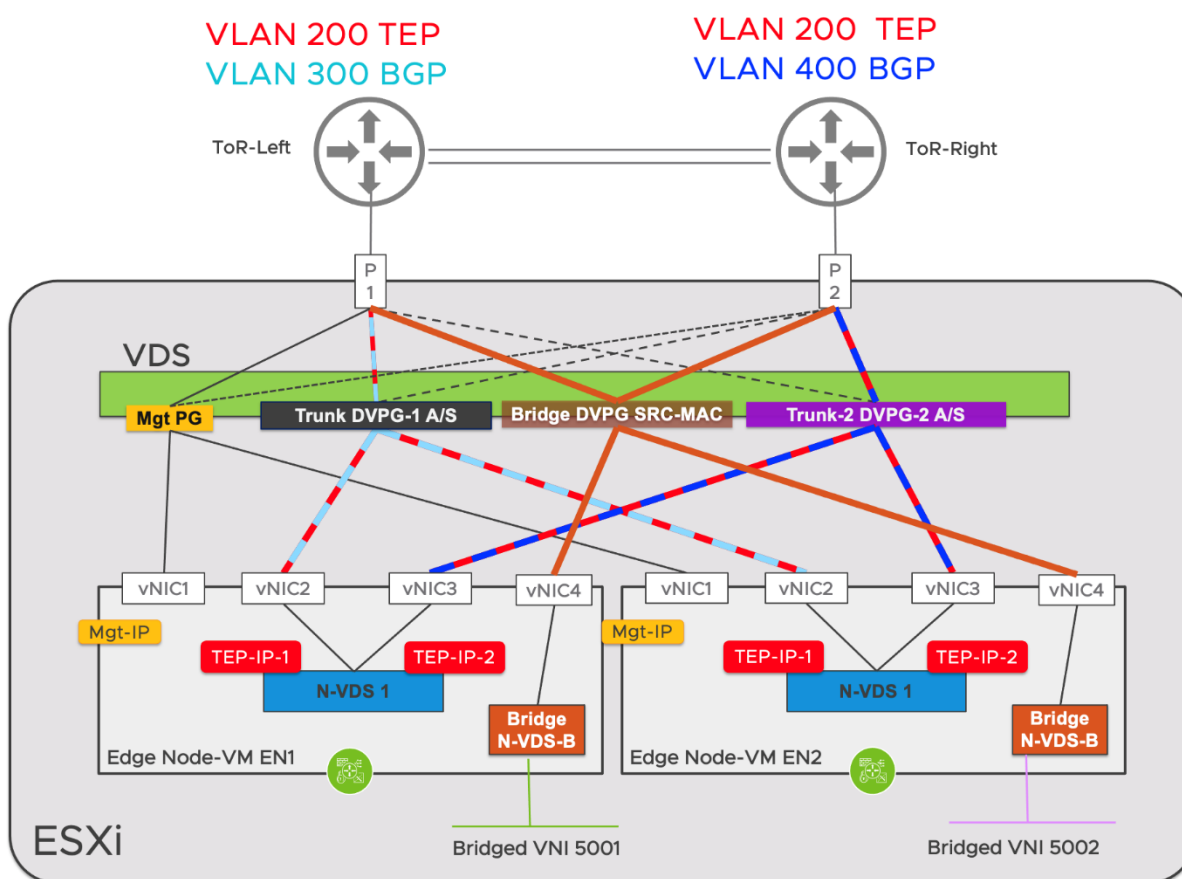 VLAN 200 TEP
VLAN 300 BGP
VLAN 200 TEP
VLAN 400 BGP
ToR-Left
ToR-Right
P
1
P
2
VDS
Mgt PG
Trunk DVPG-1 A/S
Bridge DVPG SRC-MAC
Trunk-2 DVPG-2 A/S
vNIC1
vNIC2
vNIC3
vNIC4
vNIC1
vNIC2
vNIC3
vNIC4
Mgt-IP
TEP-IP-1
TEP-IP-2
N-VDS 1
Bridge
N-VDS-B
Edge Node-VM EN1
Mgt-IP
TEP-IP-1
TEP-IP-2
N-VDS 1
Bridge
N-VDS-B
Edge Node-VM EN2
ESXi
Bridged VNI 5001
Bridged VNI 5002